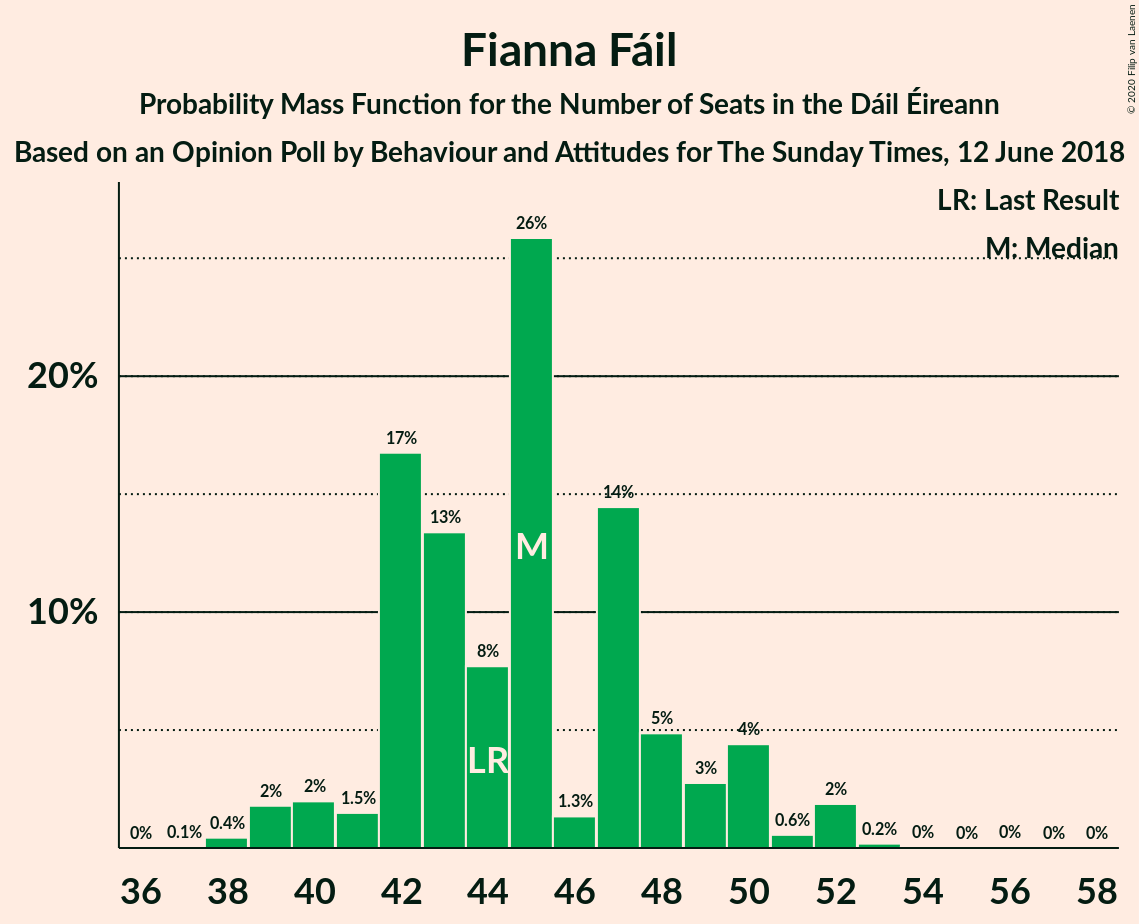 Fianna Fáil
Probability Mass Function for the Number of Seats in the Dáil Éireann
Based on an Opinion Poll by Behaviour and Attitudes for The Sunday Times, 12 June 2018
© 2020 Filip van Laenen
LR: Last Result
M: Median
20%
10%
0% 0.1% 0.4% 2% 2% 1.5% 17% 13% 8% 26% 1.3% 14% 5% 3% 4% 0.6% 2% 0.2% 0% 0% 0% 0% 0%
M
LR
36 38 40 42 44 46 48 50 52 54 56 58